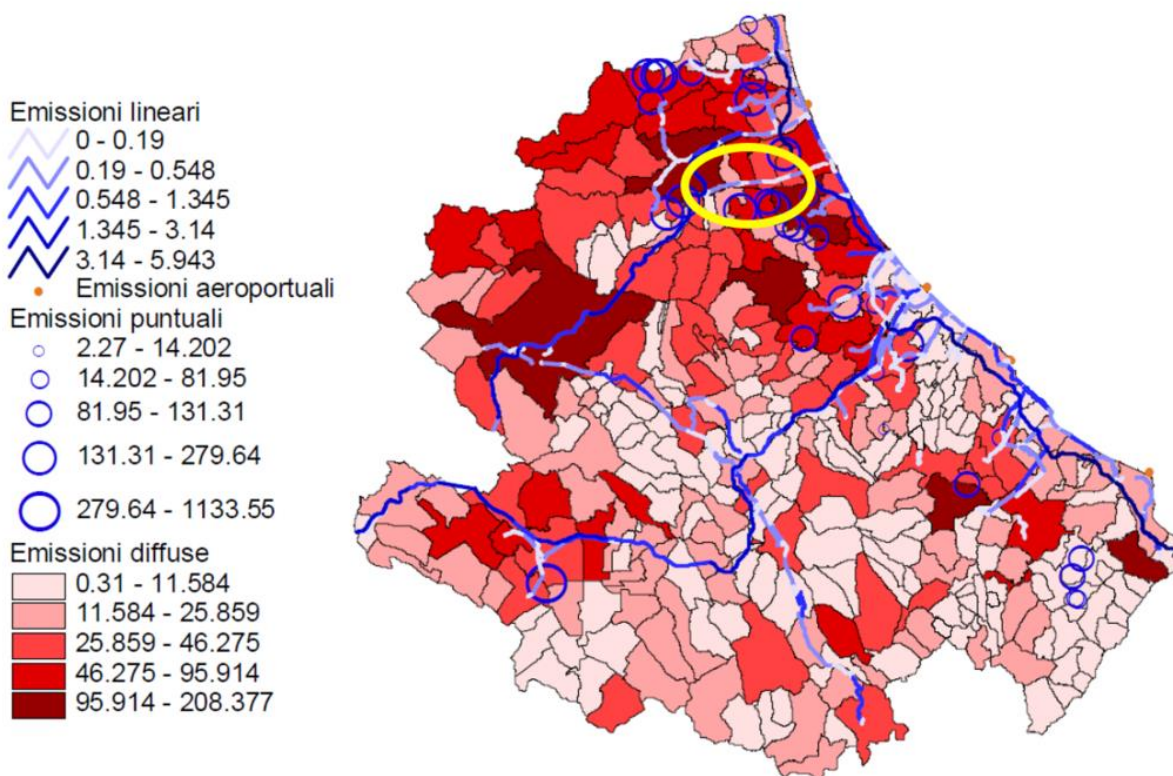 Emissioni lineari
0 - 0.19
0.19 - 0.548
0.548 - 1.345
1.345 - 3.14
3.14 - 5.943
Emissioni aeroportuali
Emissioni puntuali
2.27 - 14.202
14.202 - 81.95
81.95 - 131.31
131.31 - 279.64
279.64 - 1133.55
Emissioni diffuse
0.31 - 11.584
11.584 - 25.859
25.859 - 46.275
46.275 - 95.914
95.914 - 208.377